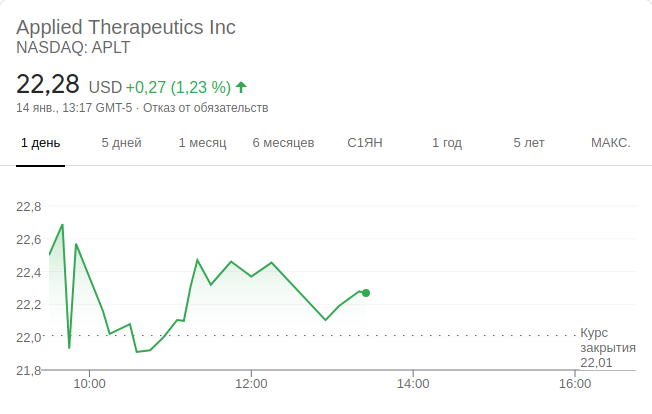 Applied Therapeutics Inc
NASDAQ: APLT
22,28 USD +0,27 (1,23 %)
14 янв., 13:17 GMT-5 · Отказ от обязательств
1 день 5 дней 1 месяц 6 месяцев С1ЯН 1 год 5 лет МАКС.
22,8
22,6
22,4
22,2
22,0
21,8
Курс
закрытия
22,01
10:00 12:00 14:00 16:00